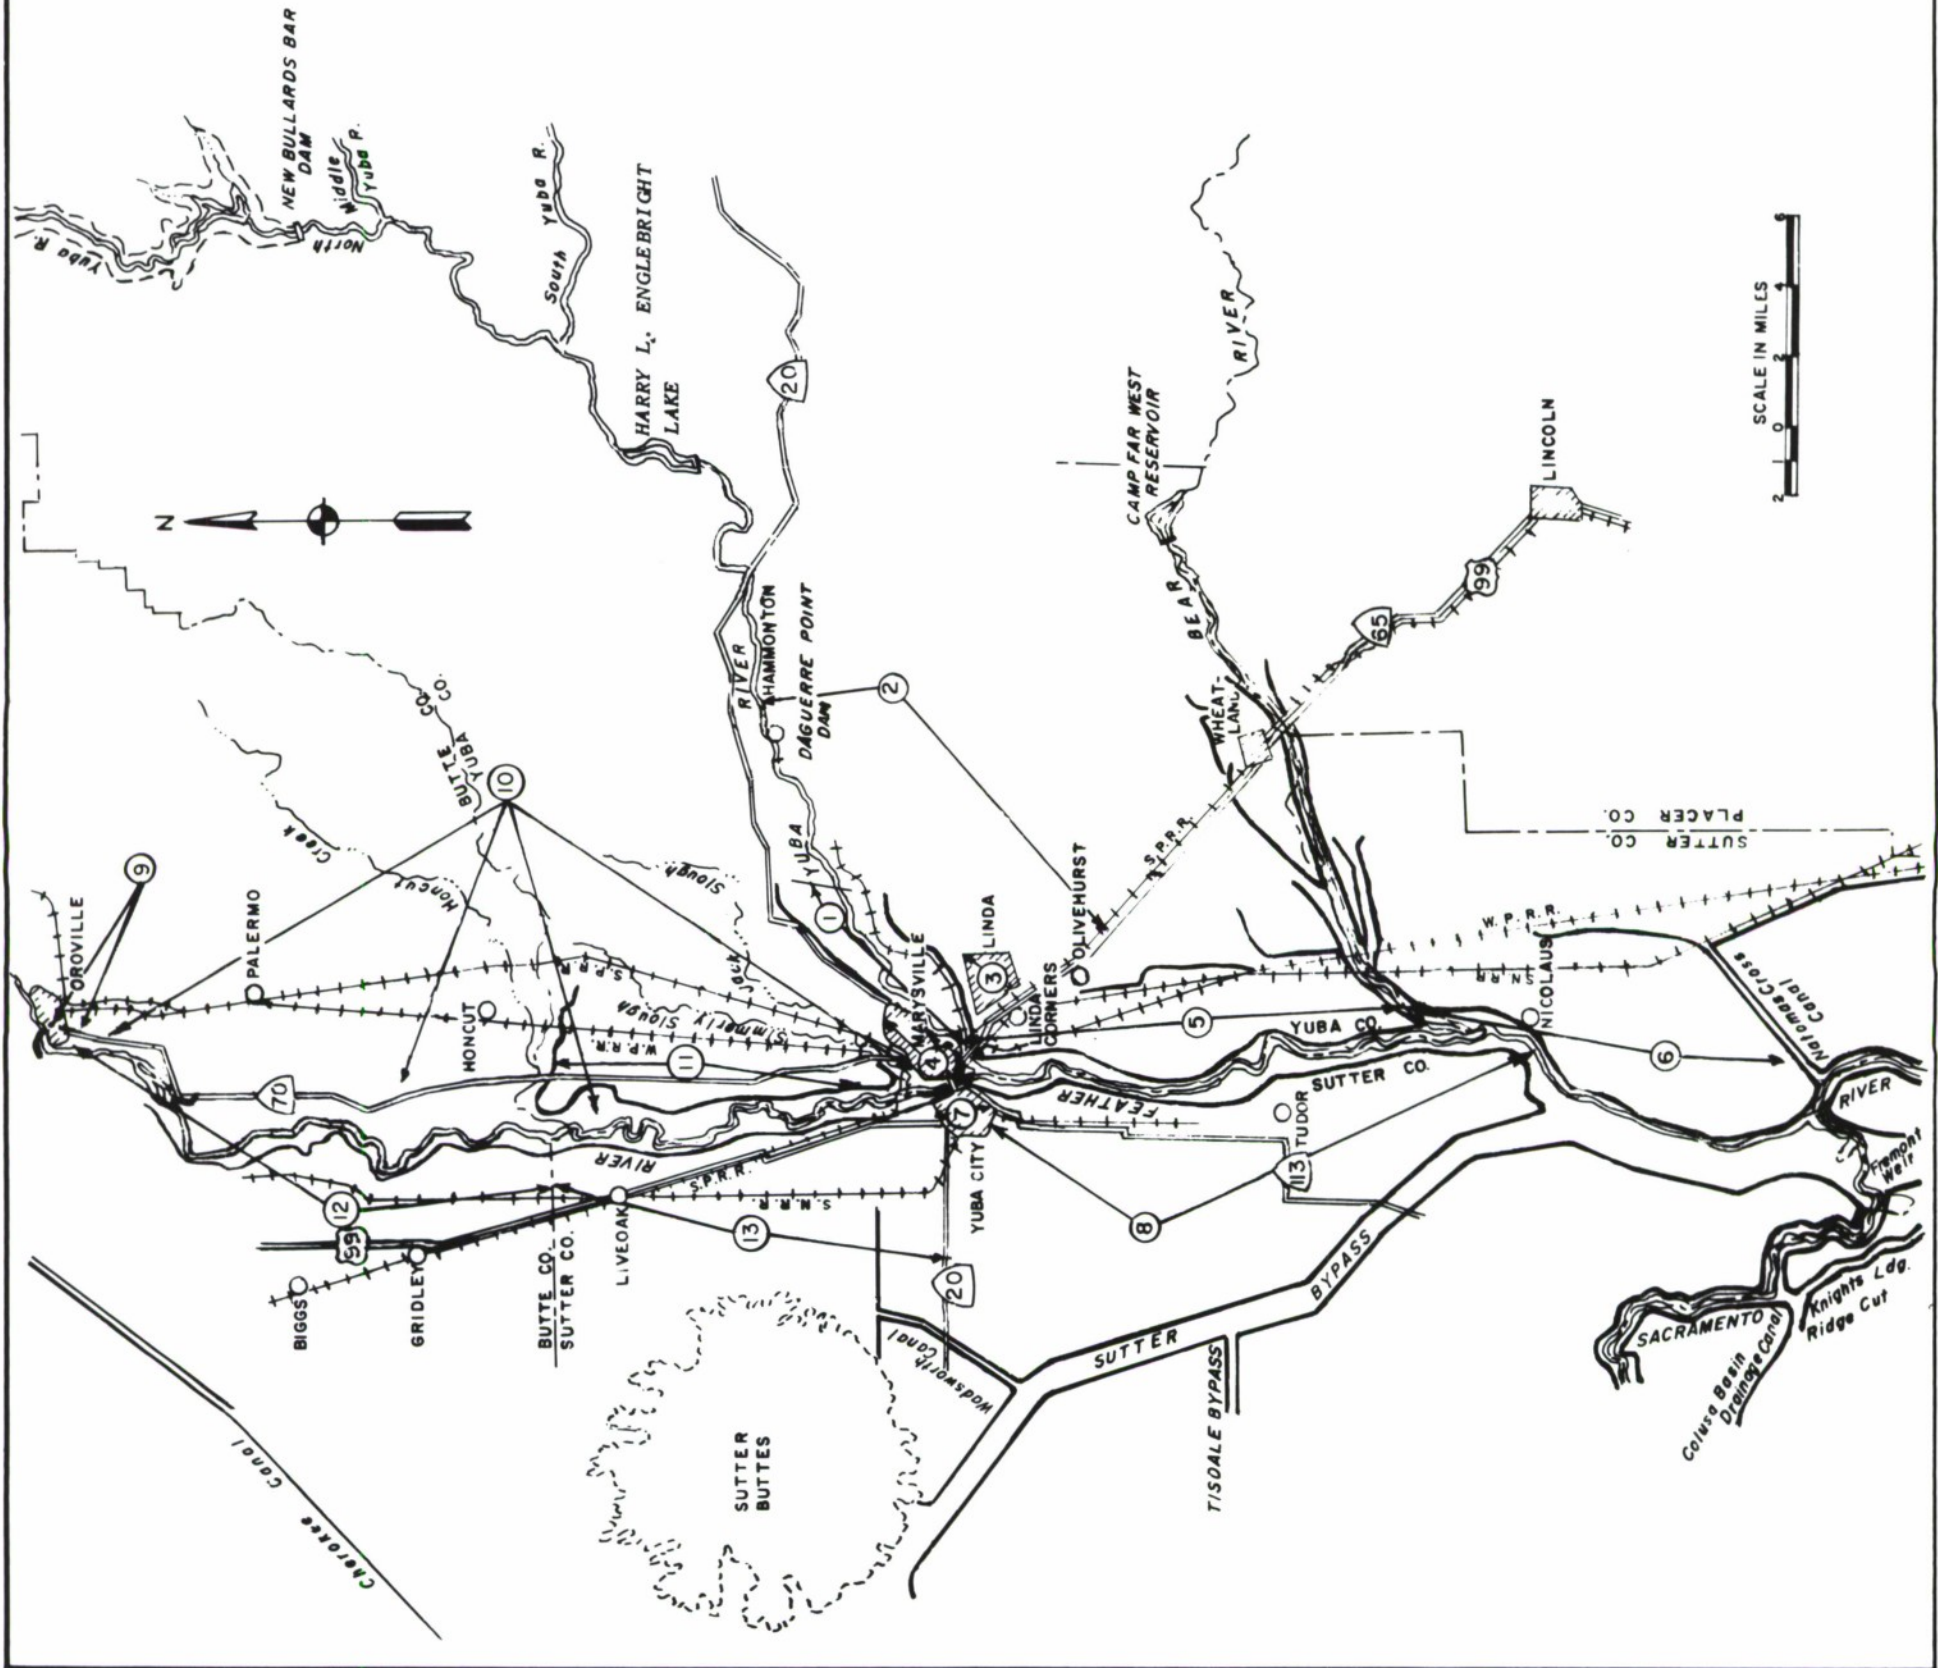 NEW BULLARDS BAR
DAM
Middle
Yuba R.
North
Yuba R.
South Yuba R.
HARRY L. ENGLEBRIGHT
LAKE
20
N
CAMP FAR WEST
RESERVOIR
RIVER
BEAR
LINCOLN
99
65
SCALE IN MILES
2 1 0 2 4 6
HAMMONTON
RIVER
YUBA
DAGUERRE POINT
DAM
2
WHEAT-
LAND
S.P.R.R.
SUTTER CO.
PLACER CO.
BUTTE CO.
YUBA CO.
10
9
OROVILLE
PALERMO
Honcut Creek
HONCUT
Jack Slough
Simmerly Slough
S.P.R.R.
W.P.R.R.
11
1
MARYSVILLE
4
3
LINDA
LINDA
CORNERS
OLIVEHURST
5
YUBA CO.
SUTTER CO.
W.P.R.R.
S.N.R.R.
NICOLAUS
6
Natomas Cross
Canal
70
FEATHER
RIVER
7
YUBA CITY
TUDOR
113
8
RIVER
Fremont
Weir
12
99
BIGGS
GRIDLEY
BUTTE CO.
SUTTER CO.
LIVEOAK
S.P.R.R.
S.N.R.R.
13
20
Wadsworth
Canal
SUTTER
BYPASS
TISDALE BYPASS
SUTTER
BUTTES
Cherokee Canal
SACRAMENTO
Knights Ldg.
Ridge Cut
Colusa Basin
Drainage Canal